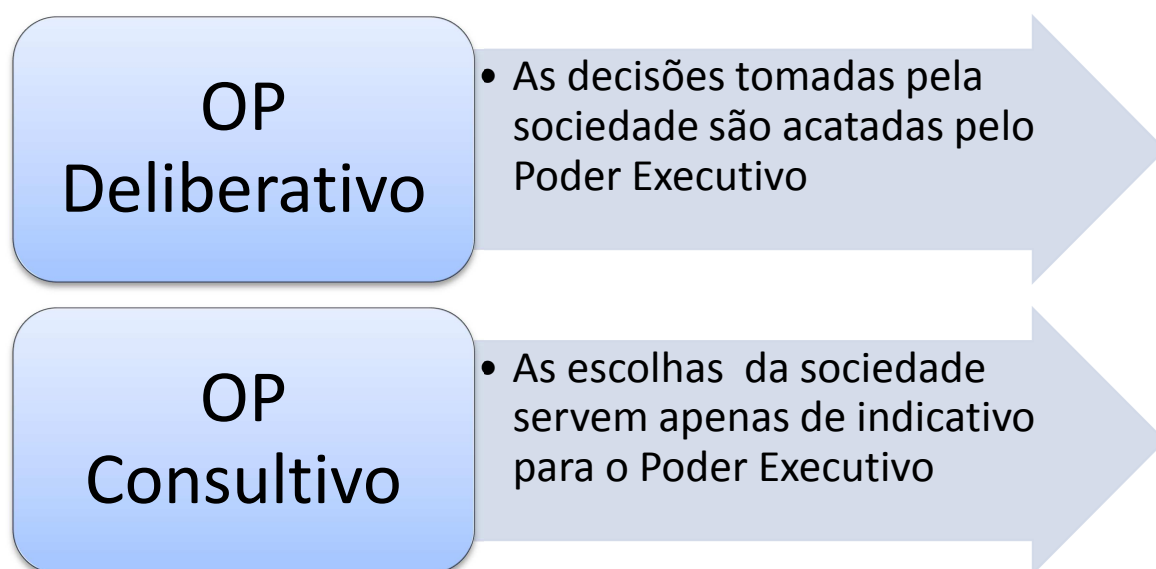 OP
Deliberativo
• As decisões tomadas pela
sociedade são acatadas pelo
Poder Executivo
OP
Consultivo
• As escolhas da sociedade
servem apenas de indicativo
para o Poder Executivo